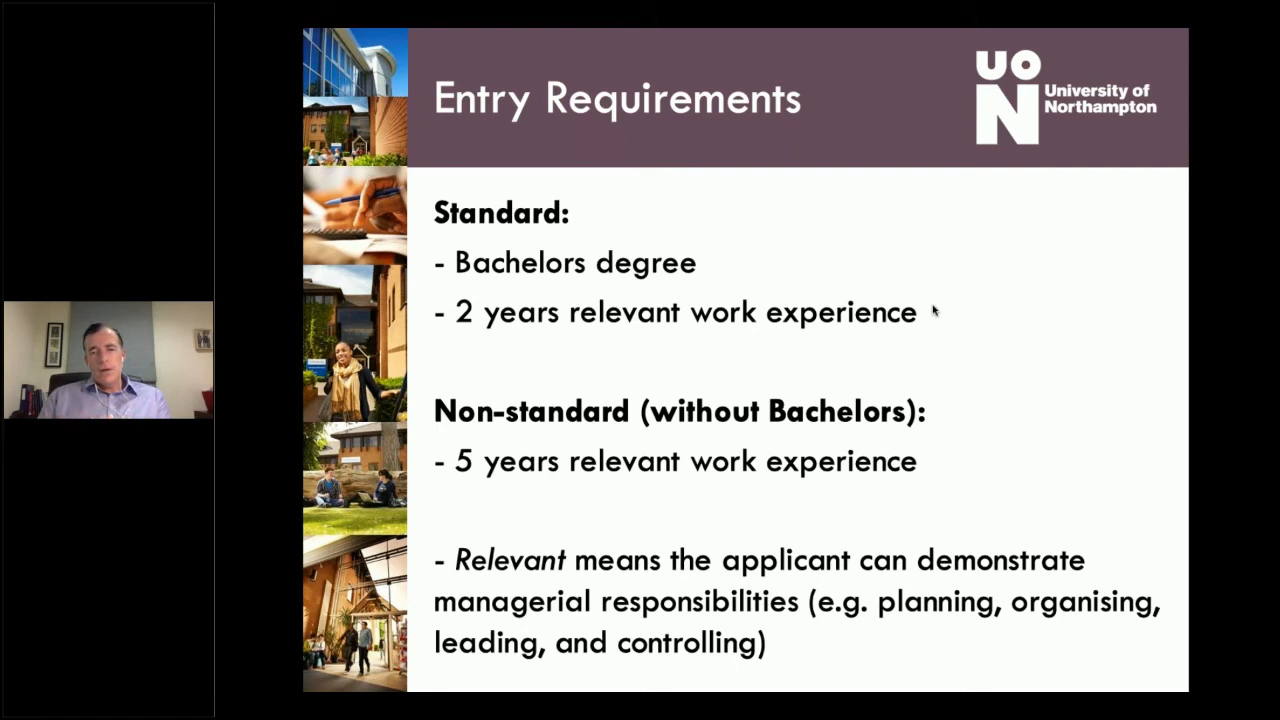 Entry Requirements
UON
University of
Northampton
Standard:
- Bachelors degree
- 2 years relevant work experience
Non-standard (without Bachelors):
- 5 years relevant work experience
- Relevant means the applicant can demonstrate
managerial responsibilities (e.g. planning, organising,
leading, and controlling)